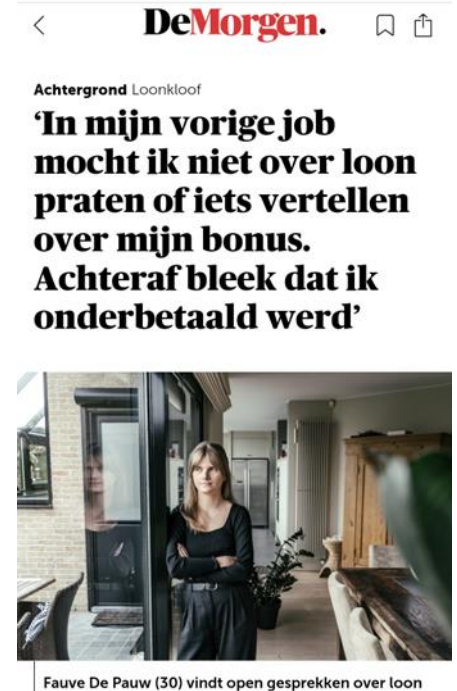 DeMorgen.
Achtergrond Loonkloof
‘In mijn vorige job
mocht ik niet over loon
praten of iets vertellen
over mijn bonus.
Achteraf bleek dat ik
onderbetaald werd’
Fauve De Pauw (30) vindt open gesprekken over loon